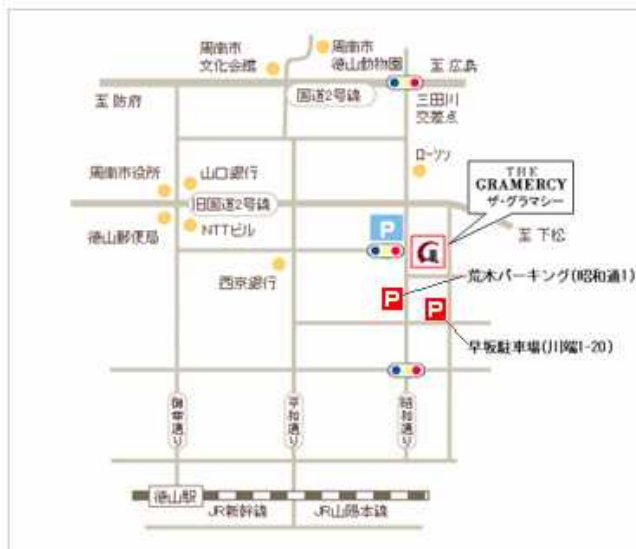 周南市
文化会館
周南市
徳山動物園
至 広島
至 防府
国道2号線
三田川
交差点
ローソン
周南市役所
山口銀行
THE
GRAMERCY
ザ・グラマシー
旧国道2号線
徳山郵便局
NTTビル
P
至 下松
G
西京銀行
荒木パーキング(昭和通1)
P
P
早坂駐車場(川端1-20)
御幸通り
平和通り
昭和通り
徳山駅
JR新幹線
JR山陽本線